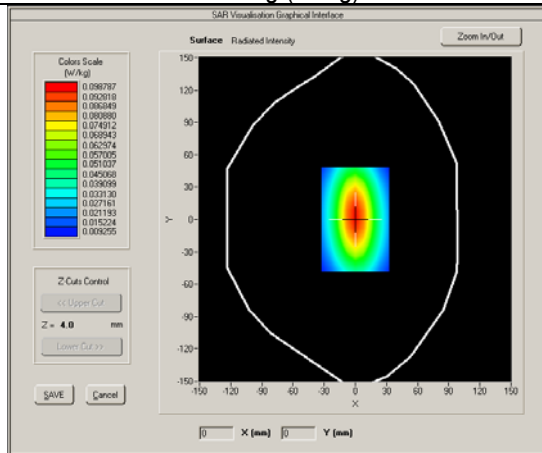 SAR Visualisation Graphical Interface
Surface Radiated Intensity
Zoom In/Out
Colors Scale
(W/kg)
0.098787
0.092818
0.086849
0.080880
0.074912
0.068943
0.062974
0.057005
0.051037
0.045068
0.039099
0.033130
0.027161
0.021193
0.015224
0.009255
Z-Cuts Control
<< Upper Cut
Z = 4.0 mm
Lower Cut >>
SAVE Cancel
150
120
90
60
30
0
-30
-60
-90
-120
-150
Y
-150 -120 -90 -60 -30 0 30 60 90 120 150
X
0 X (mm) 0 Y (mm)